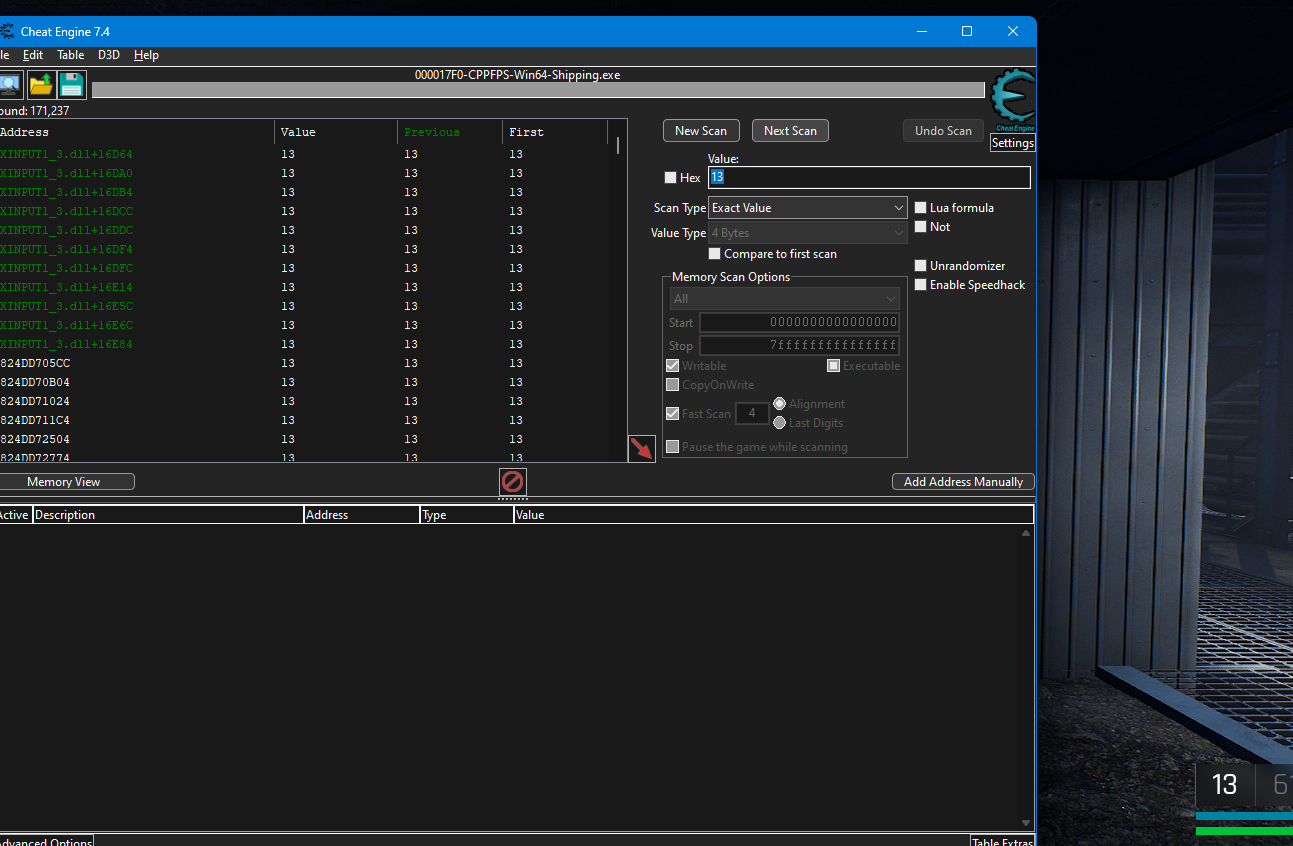 Cheat Engine 7.4
le Edit Table D3D Help
000017F0-CPPFPS-Win64-Shipping.exe
ound: 171,237
Address Value Previous First
XINPUT1_3.dll+16D64 13 13 13
XINPUT1_3.dll+16DA0 13 13 13
XINPUT1_3.dll+16DB4 13 13 13
XINPUT1_3.dll+16DCC 13 13 13
XINPUT1_3.dll+16DDC 13 13 13
XINPUT1_3.dll+16DF4 13 13 13
XINPUT1_3.dll+16DFC 13 13 13
XINPUT1_3.dll+16E14 13 13 13
XINPUT1_3.dll+16E5C 13 13 13
XINPUT1_3.dll+16E6C 13 13 13
XINPUT1_3.dll+16E84 13 13 13
824DD705CC 13 13 13
824DD70B04 13 13 13
824DD71024 13 13 13
824DD711C4 13 13 13
824DD72504 13 13 13
824DD72774 13 13 13
New Scan Next Scan Undo Scan
Cheat Engine
Settings
Value:
Hex 13
Scan Type Exact Value
Lua formula
Not
Value Type 4 Bytes
Compare to first scan
Unrandomizer
Enable Speedhack
Memory Scan Options
All
Start 0000000000000000
Stop 7fffffffffffffff
Writable Executable
CopyOnWrite
Fast Scan 4 Alignment
Last Digits
Pause the game while scanning
Memory View Add Address Manually
Active Description Address Type Value
Advanced Options Table Extras
13 61